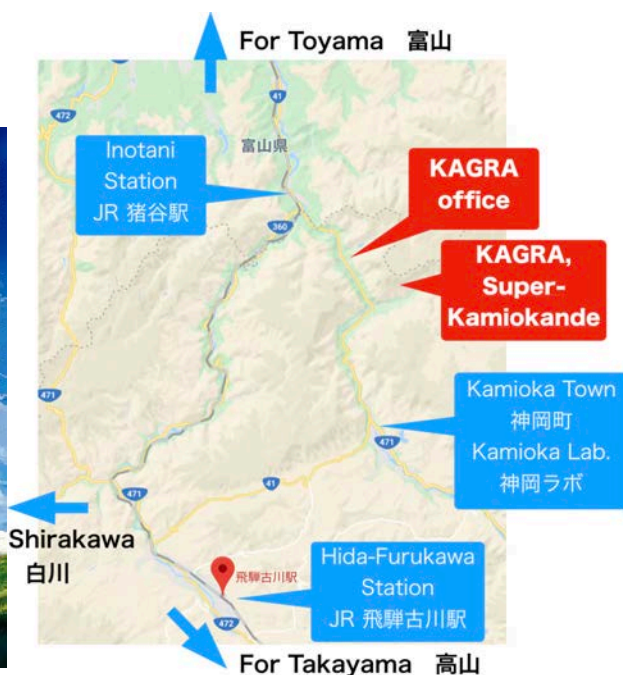 For Toyama 富山
41
472
富山県
Inotani
Station
JR 猪谷駅
KAGRA
office
360
KAGRA,
Super-
Kamiokande
471
Kamioka Town
神岡町
Kamioka Lab.
神岡ラボ
471
41
471
Shirakawa
白川
飛騨古川駅
Hida-Furukawa
Station
JR 飛騨古川駅
472
For Takayama 高山